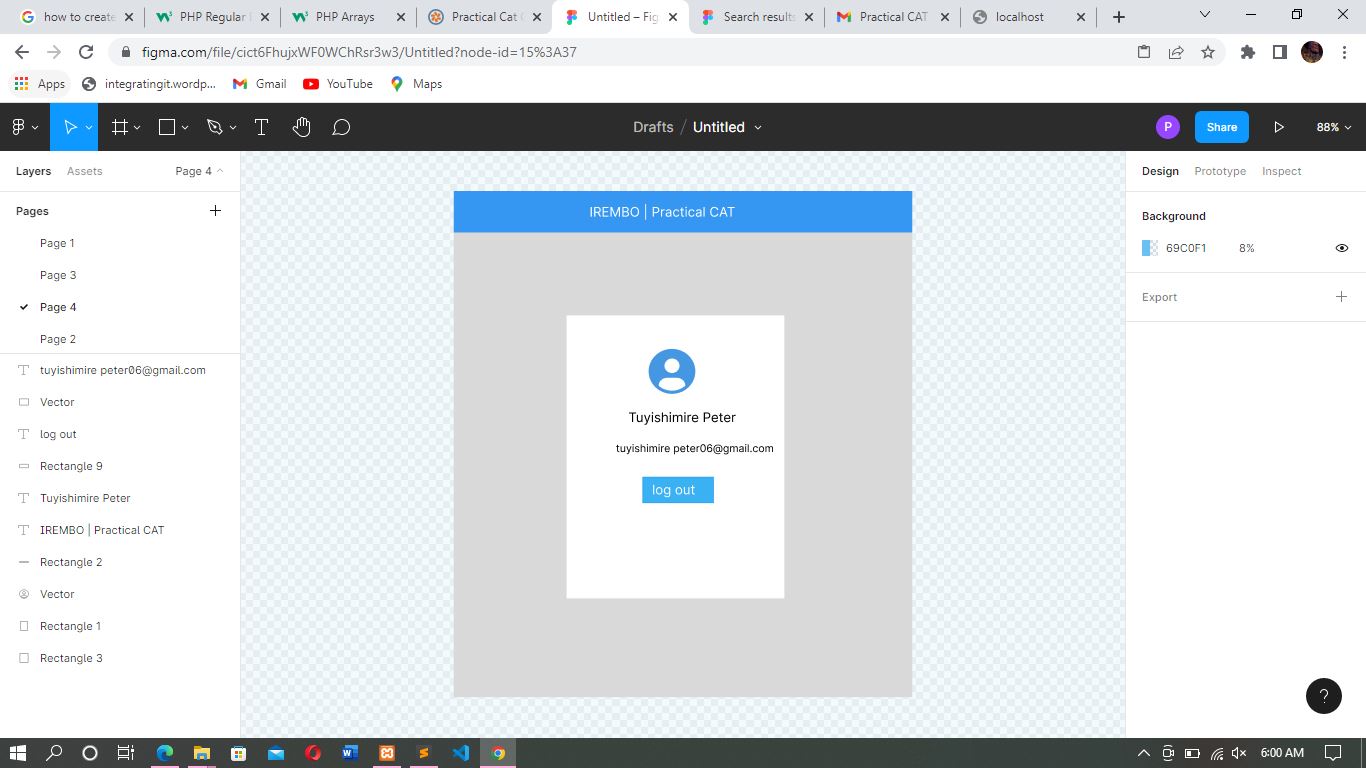 how to create
PHP Regular
PHP Arrays
Practical Cat
Untitled – Fig
Search results
Practical CAT
localhost
figma.com/file/cict6FhujxWF0WChRsr3w3/Untitled?node-id=15%3A37
Apps
integratingit.wordp...
Gmail
YouTube
Maps
Drafts / Untitled
P
Share
88%
Layers
Assets
Page 4
Design
Prototype
Inspect
Pages
Page 1
Page 3
Page 4
Page 2
tuyishimire peter06@gmail.com
Vector
log out
Rectangle 9
Tuyishimire Peter
IREMBO | Practical CAT
Rectangle 2
Vector
Rectangle 1
Rectangle 3
IREMBO | Practical CAT
Tuyishimire Peter
tuyishimire peter06@gmail.com
log out
Background
69C0F1 8%
Export
?
6:00 AM